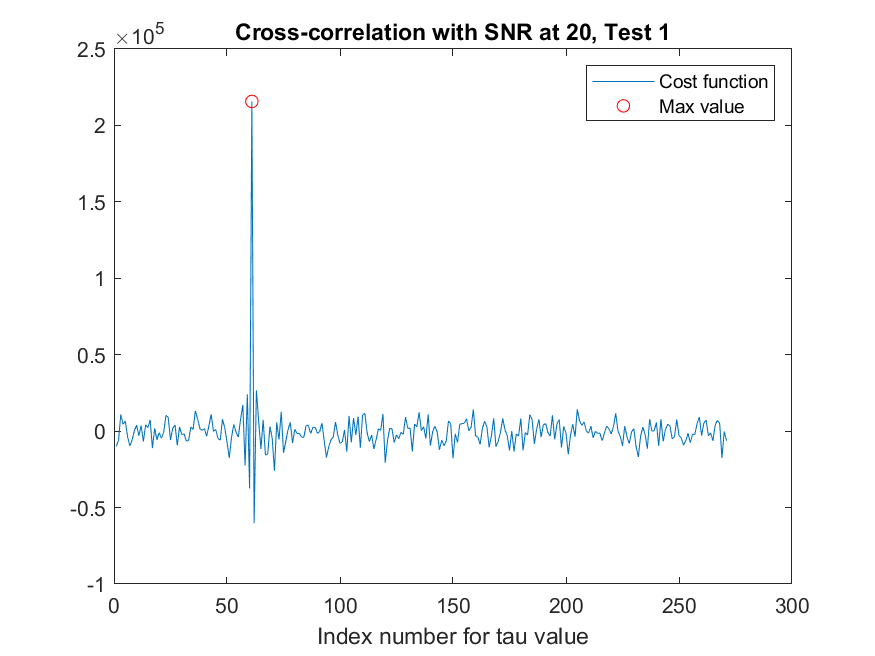 Cross-correlation with SNR at 20, Test 1
×10^5
2.5
2
1.5
1
0.5
0
-0.5
-1
0 50 100 150 200 250 300
Index number for tau value
Cost function
Max value